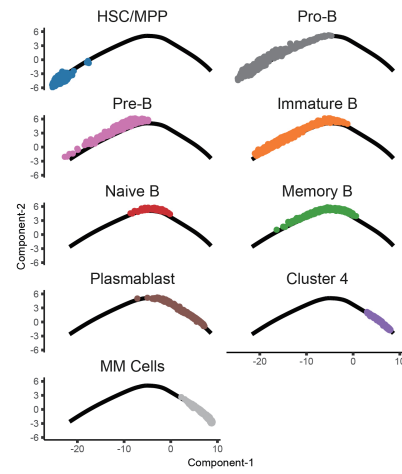 HSC/MPP Pro-B
6
3
0
-3
-6
Pre-B Immature B
6
3
0
-3
-6
Naive B Memory B
6
3
0
-3
-6
Component-2
Plasmablast Cluster 4
6
3
0
-3
-6
-20 -10 0 10
MM Cells
6
3
0
-3
-6
-20 -10 0 10
Component-1